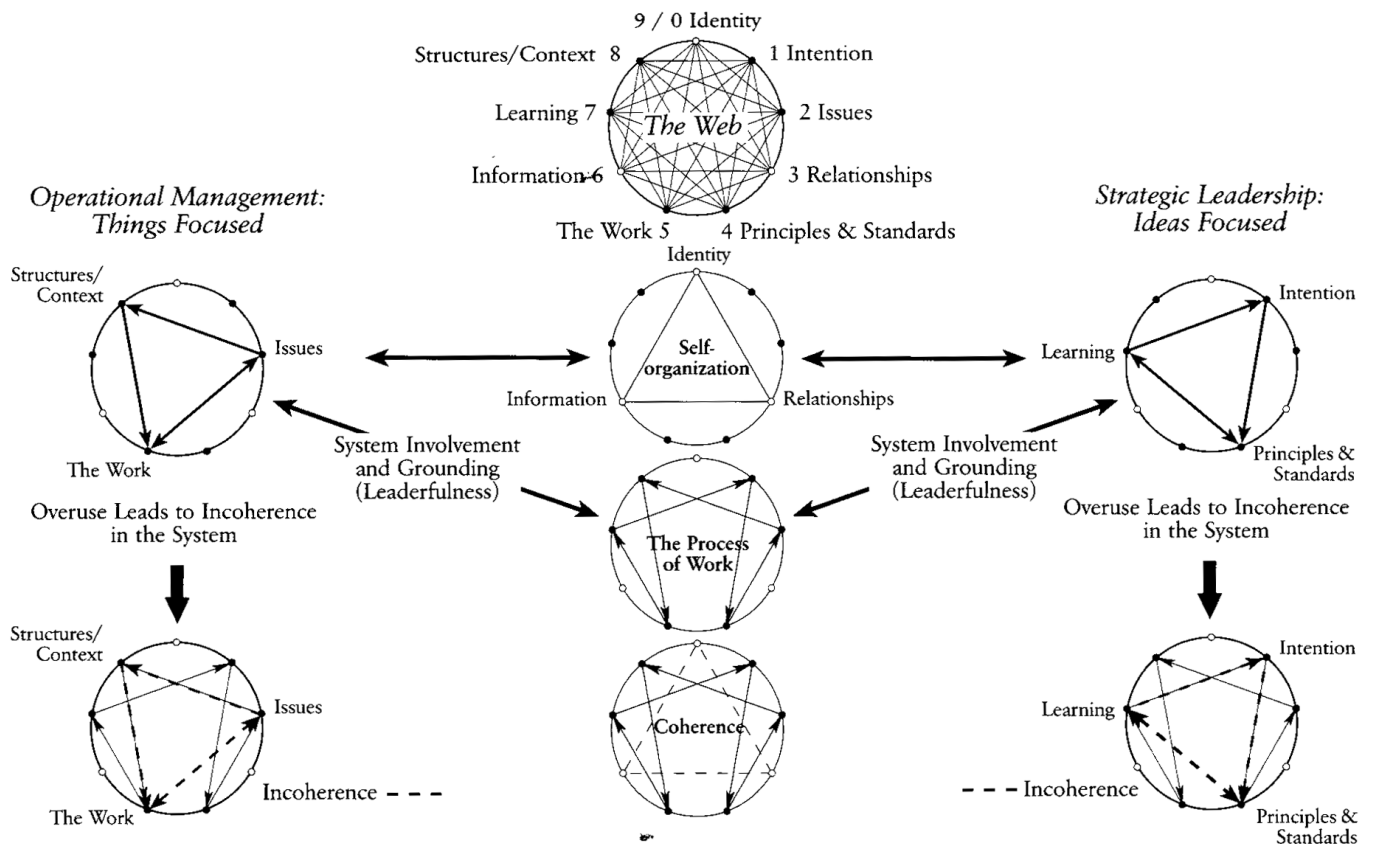 9 / 0 Identity
Structures/Context 8
1 Intention
Learning 7
The Web
2 Issues
Information 6
3 Relationships
The Work 5
4 Principles & Standards
Operational Management:
Things Focused
Strategic Leadership:
Ideas Focused
Structures/
Context
Issues
The Work
Identity
Self-
organization
Information
Relationships
Intention
Learning
Principles &
Standards
System Involvement
and Grounding
(Leaderfulness)
System Involvement
and Grounding
(Leaderfulness)
Overuse Leads to Incoherence
in the System
The Process
of Work
Overuse Leads to Incoherence
in the System
Structures/
Context
Issues
The Work
Incoherence
Coherence
Intention
Learning
Incoherence
Principles &
Standards